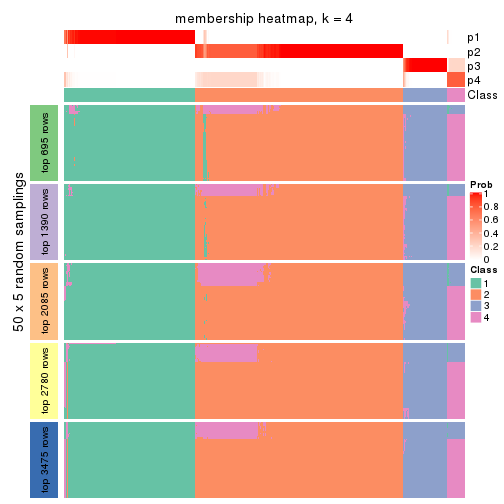 membership heatmap, k = 4
p1
p2
p3
p4
Class
50 x 5 random samplings
top 695 rows
top 1390 rows
top 2085 rows
top 2780 rows
top 3475 rows
Prob
1
0.8
0.6
0.4
0.2
0
Class
1
2
3
4